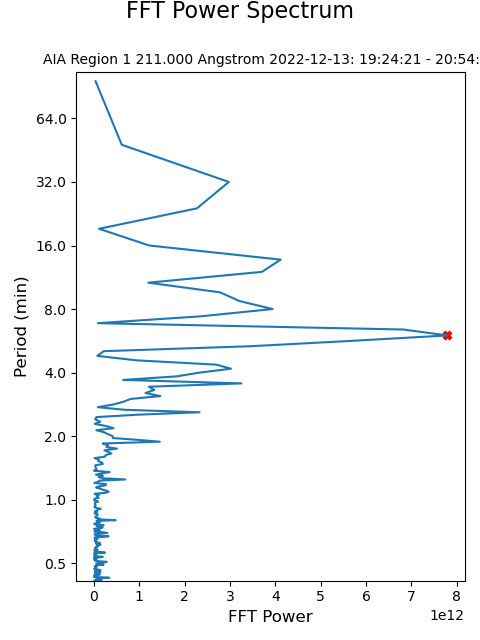 FFT Power Spectrum
AIA Region 1 211.000 Angstrom 2022-12-13: 19:24:21 - 20:54:
64.0
32.0
16.0
8.0
4.0
2.0
1.0
0.5
Period (min)
0 1 2 3 4 5 6 7 8
1e12
FFT Power